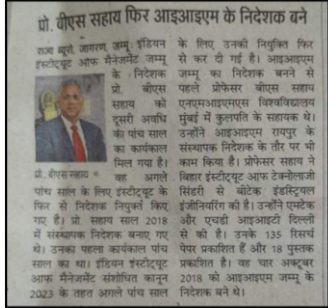 प्रो. बीएस सहाय फिर आइआइएम के निदेशक बने
राज्य ब्यूरो, जागरण, जम्मू: इंडियन
इंस्टीट्यूट आफ मैनेजमेंट जम्मू
के निदेशक
प्रो. बीएस
सहाय को
दूसरी अवधि
की पांच साल
का कार्यकाल
मिल गया है।
वह अगले
प्रो. बीएस सहाय
पांच साल के लिए इंस्टीट्यूट के
फिर से निदेशक नियुक्त किए
गए है। प्रो. सहाय साल 2018
में संस्थापक निदेशक बनाए गए
थे। उनका पहला कार्यकाल पांच
साल का था। इंडियन इंस्टीट्यूट
आफ मैनेजमेंट संशोधित कानून
2023 के तहत अगले पांच साल
के लिए उनकी नियुक्ति फिर
से कर दी गई है। आइआइएम
जम्मू का निदेशक बनने से
पहले प्रोफेसर बीएस सहाय
एनएमआइएमएस विश्वविद्यालय
मुंबई में कुलपति के सहायक थे।
उन्होंने आइआइएम रायपुर के
संस्थापक निदेशक के तौर पर भी
काम किया है। प्रोफेसर सहाय ने
बिहार इंस्टीट्यूट आफ टेक्नोलाजी
सिंडरी से बीटेक इंडस्ट्रियल
इंजीनियरिंग की है। उन्होंने एमटेक
और एचडी आइआइटी दिल्ली
से की है। उनके 135 रिसर्च
पेपर प्रकाशित हैं और 18 पुस्तक
प्रकाशित है। वह चार अक्टूबर
2018 को आइआइएम जम्मू के
निदेशक बने थे।